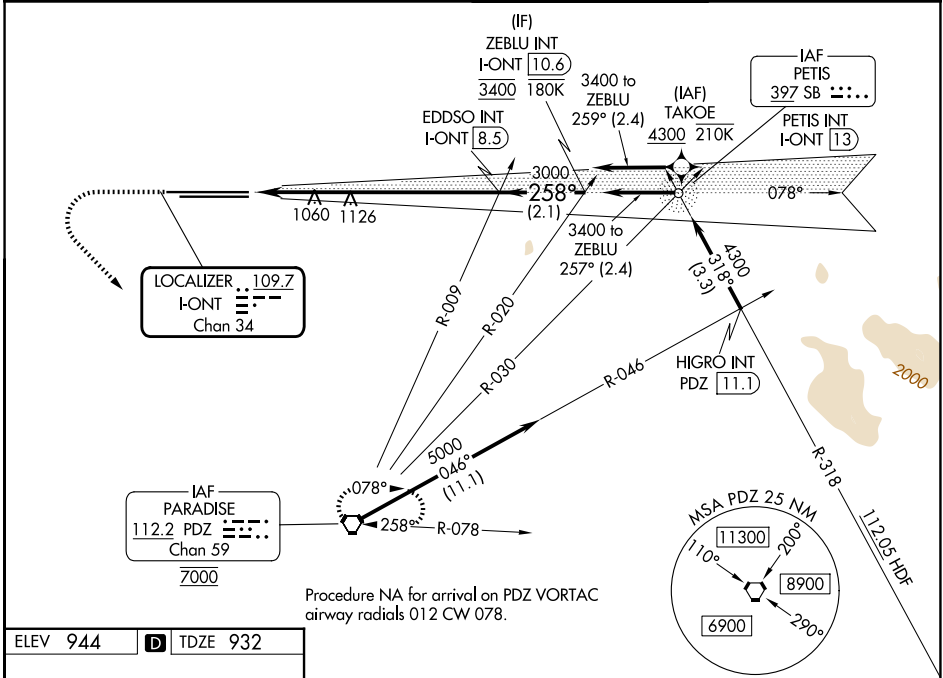 (IF)
ZEBLU INT
I-ONT 10.6
3400 180K
EDDSO INT
I-ONT 8.5
3400 to
ZEBLU
259° (2.4)
(IAF)
TAKOE
4300 210K
IAF
PETIS
397 SB
PETIS INT
I-ONT 13
3000
258°
(2.1)
078°
1060
1126
3400 to
ZEBLU
257° (2.4)
4300
318°
(3.3)
LOCALIZER 109.7
I-ONT
Chan 34
R-009
R-020
R-030
R-046
HIGRO INT
PDZ 11.1
2000
R-318
112.05 HDF
5000
046°
(11.1)
078°
258°
R-078
IAF
PARADISE
112.2 PDZ
Chan 59
7000
MSA PDZ 25 NM
11300
110°
200°
8900
6900
290°
Procedure NA for arrival on PDZ VORTAC
airway radials 012 CW 078.
ELEV 944 D TDZE 932